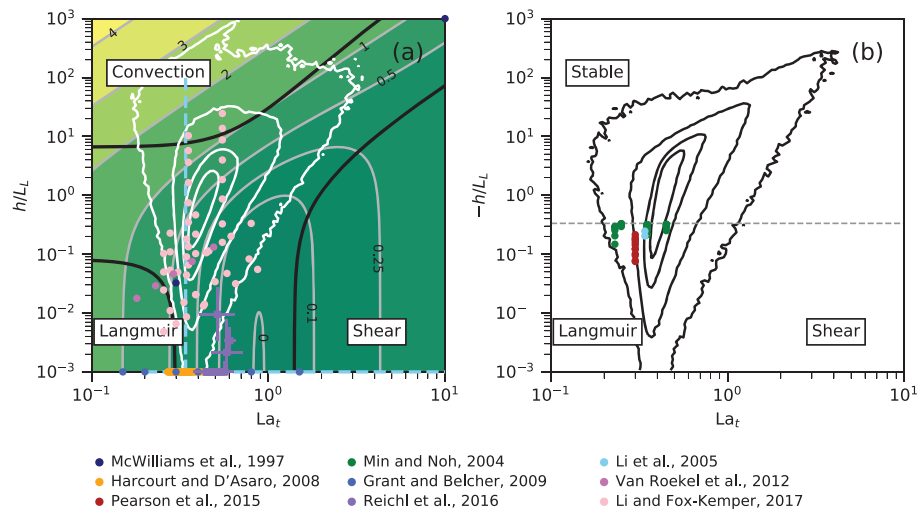 (a)
(b)
Convection
Langmuir
Shear
4
3
2
1
0.5
0.25
0.1
0
h/L_L
10³
10²
10¹
10⁰
10⁻¹
10⁻²
10⁻³
10⁻¹
10⁰
10¹
La_t
Stable
Langmuir
Shear
−h/L_L
10³
10²
10¹
10⁰
10⁻¹
10⁻²
10⁻³
10⁻¹
10⁰
10¹
La_t
McWilliams et al., 1997
Harcourt and D'Asaro, 2008
Pearson et al., 2015
Min and Noh, 2004
Grant and Belcher, 2009
Reichl et al., 2016
Li et al., 2005
Van Roekel et al., 2012
Li and Fox-Kemper, 2017